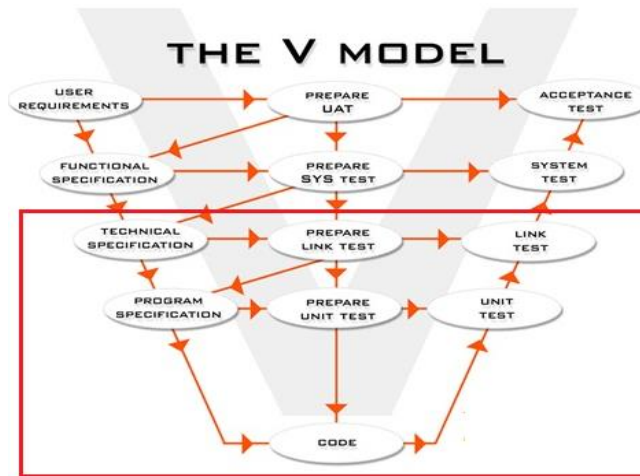 THE V MODEL
USER
REQUIREMENTS
PREPARE
UAT
ACCEPTANCE
TEST
FUNCTIONAL
SPECIFICATION
PREPARE
SYS TEST
SYSTEM
TEST
TECHNICAL
SPECIFICATION
PREPARE
LINK TEST
LINK
TEST
PROGRAM
SPECIFICATION
PREPARE
UNIT TEST
UNIT
TEST
CODE